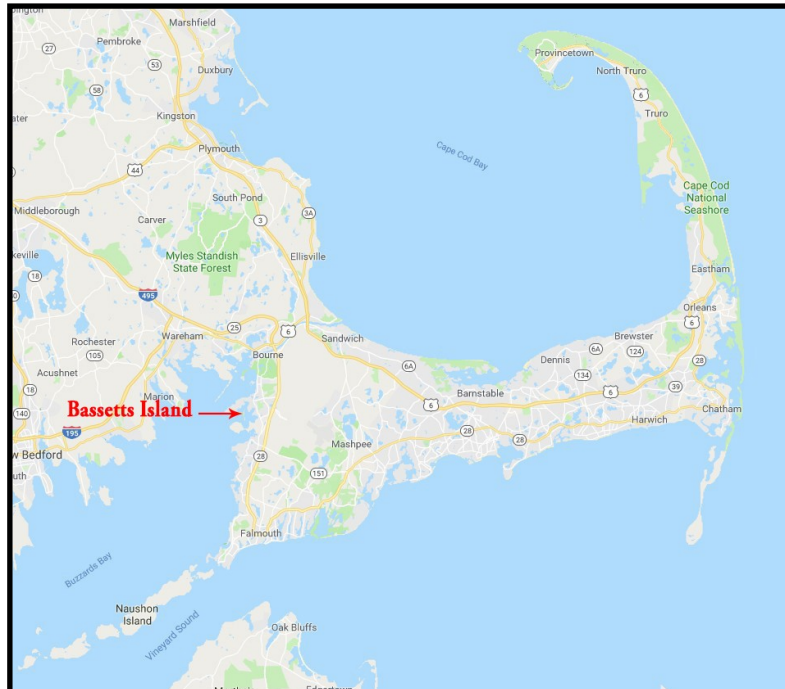 Marshfield
Pembroke
27
53
Duxbury
58
Kingston
Plymouth
44
South Pond
3A
3
Middleborough
Carver
Myles Standish
State Forest
Ellisville
18
495
Rochester
Wareham
25
6
Sandwich
105
Bourne
Acushnet
18
Marion
140
Bassetts Island
195
Mashpee
28
151
Falmouth
Buzzards Bay
Naushon
Island
Vineyard Sound
Oak Bluffs
Provincetown
North Truro
6
Truro
Cape Cod Bay
Cape Cod
National
Seashore
Eastham
Orleans
6
Brewster
6A
124
28
Dennis
6A
134
Barnstable
6
6
39
Chatham
Harwich
28
28